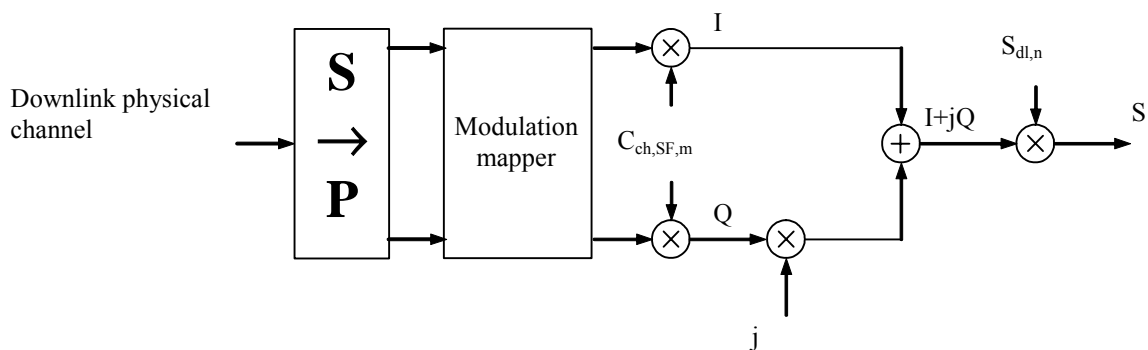 Downlink physical
channel
S
→
P
Modulation
mapper
I
C_ch,SF,m
Q
j
I+jQ
S_dl,n
S